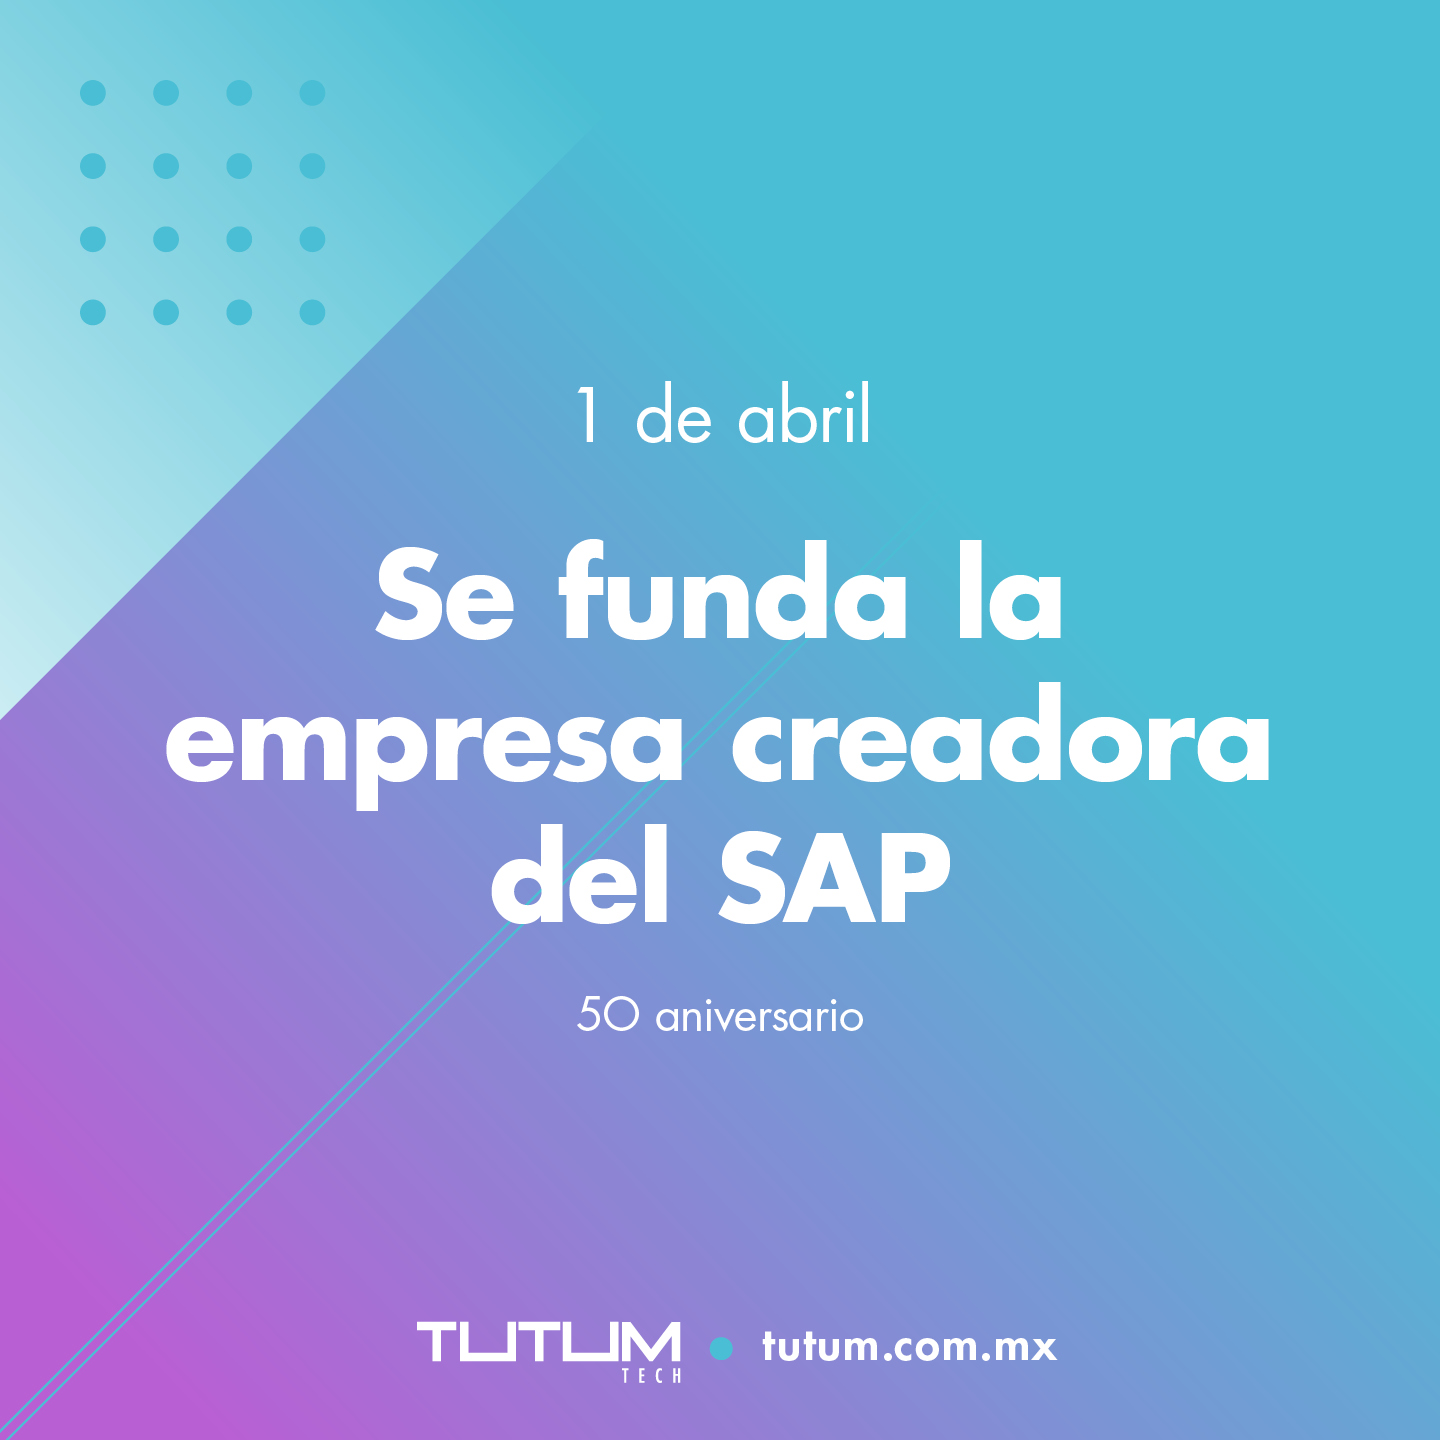 1 de abril
Se funda la
empresa creadora
del SAP
50 aniversario
TUTUM
TECH
tutum.com.mx